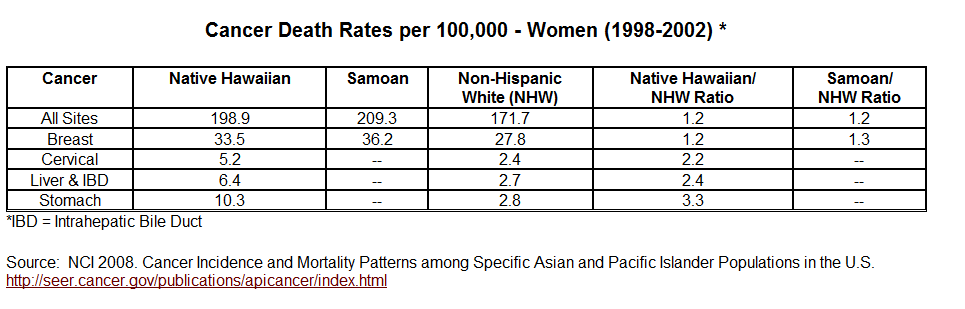 Cancer Death Rates per 100,000 - Women (1998-2002) *
Cancer Native Hawaiian Samoan Non-Hispanic White (NHW) Native Hawaiian/ NHW Ratio Samoan/ NHW Ratio
All Sites 198.9 209.3 171.7 1.2 1.2
Breast 33.5 36.2 27.8 1.2 1.3
Cervical 5.2 -- 2.4 2.2 --
Liver & IBD 6.4 -- 2.7 2.4 --
Stomach 10.3 -- 2.8 3.3 --
*IBD = Intrahepatic Bile Duct
Source:  NCI 2008. Cancer Incidence and Mortality Patterns among Specific Asian and Pacific Islander Populations in the U.S.
http://seer.cancer.gov/publications/apicancer/index.html